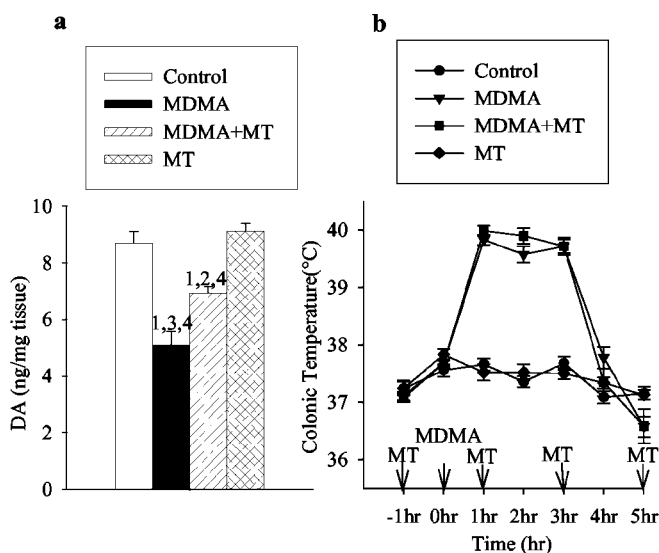 a
Control
MDMA
MDMA+MT
MT
10
8
6
4
2
0
DA (ng/mg tissue)
1,3,4
1,2,4
b
Control
MDMA
MDMA+MT
MT
40
39
38
37
36
35
Colonic Temperature(°C)
MT
MDMA
MT
MT
MT
-1hr 0hr 1hr 2hr 3hr 4hr 5hr
Time (hr)